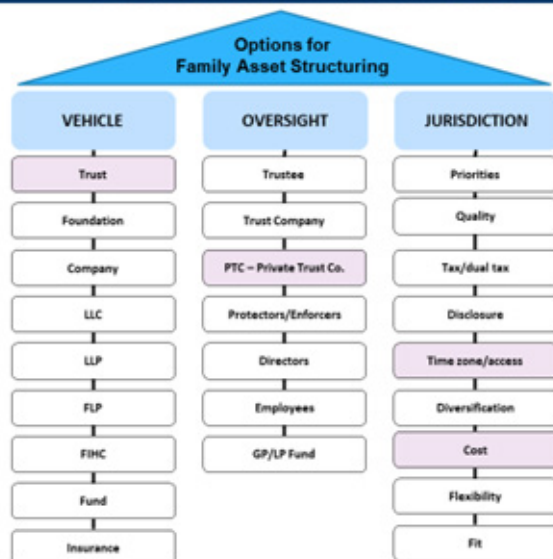 Options for
Family Asset Structuring
VEHICLE
Trust
Foundation
Company
LLC
LLP
FLP
FIHC
Fund
Insurance
OVERSIGHT
Trustee
Trust Company
PTC – Private Trust Co.
Protectors/Enforcers
Directors
Employees
GP/LP Fund
JURISDICTION
Priorities
Quality
Tax/dual tax
Disclosure
Time zone/access
Diversification
Cost
Flexibility
Fit